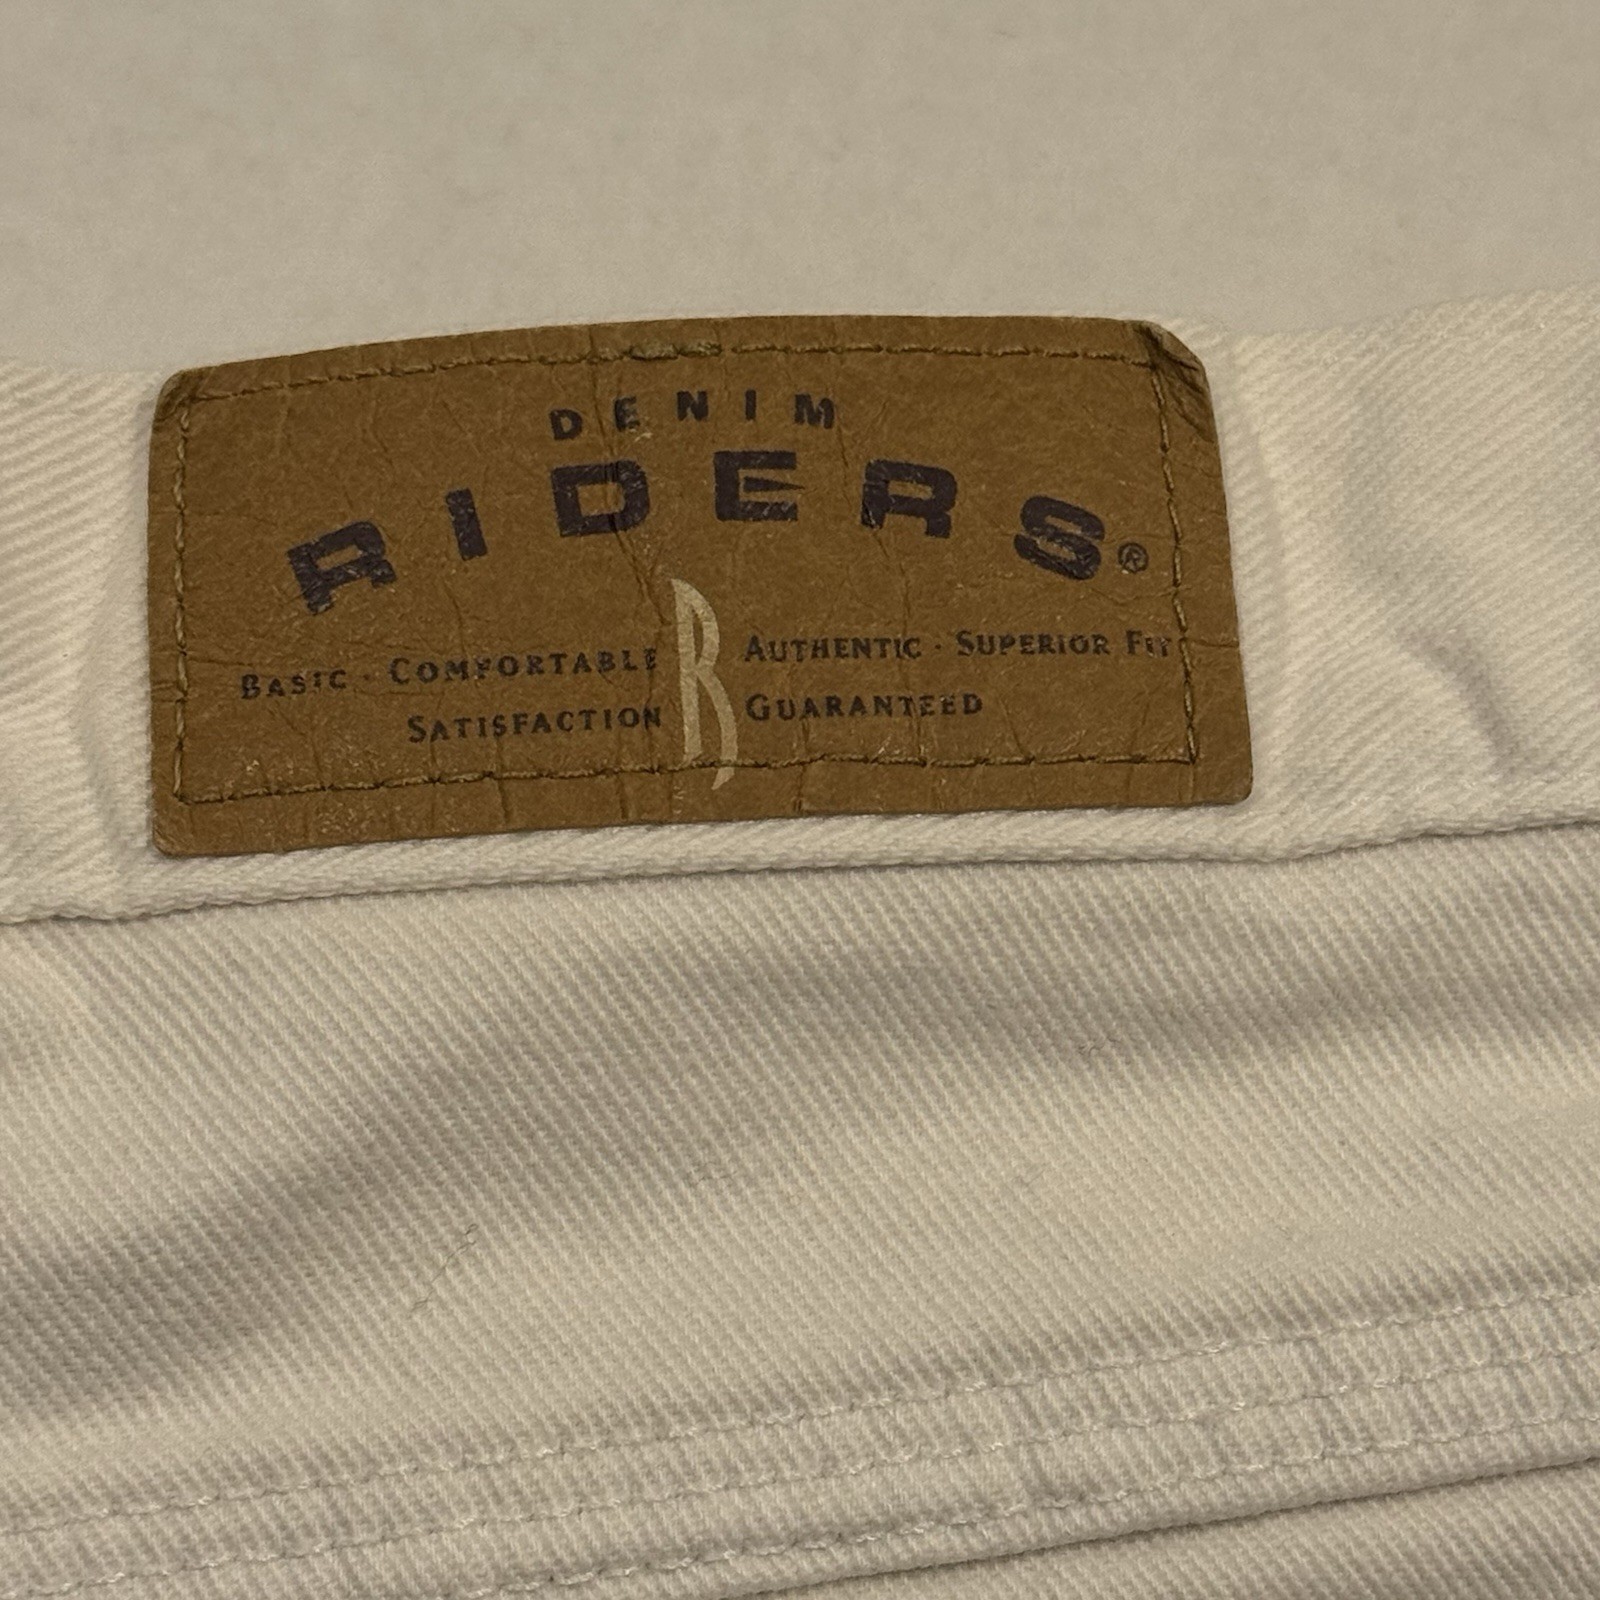 DENIM
RIDERS®
BASIC · COMFORTABLE B AUTHENTIC · SUPERIOR FIT
SATISFACTION GUARANTEED